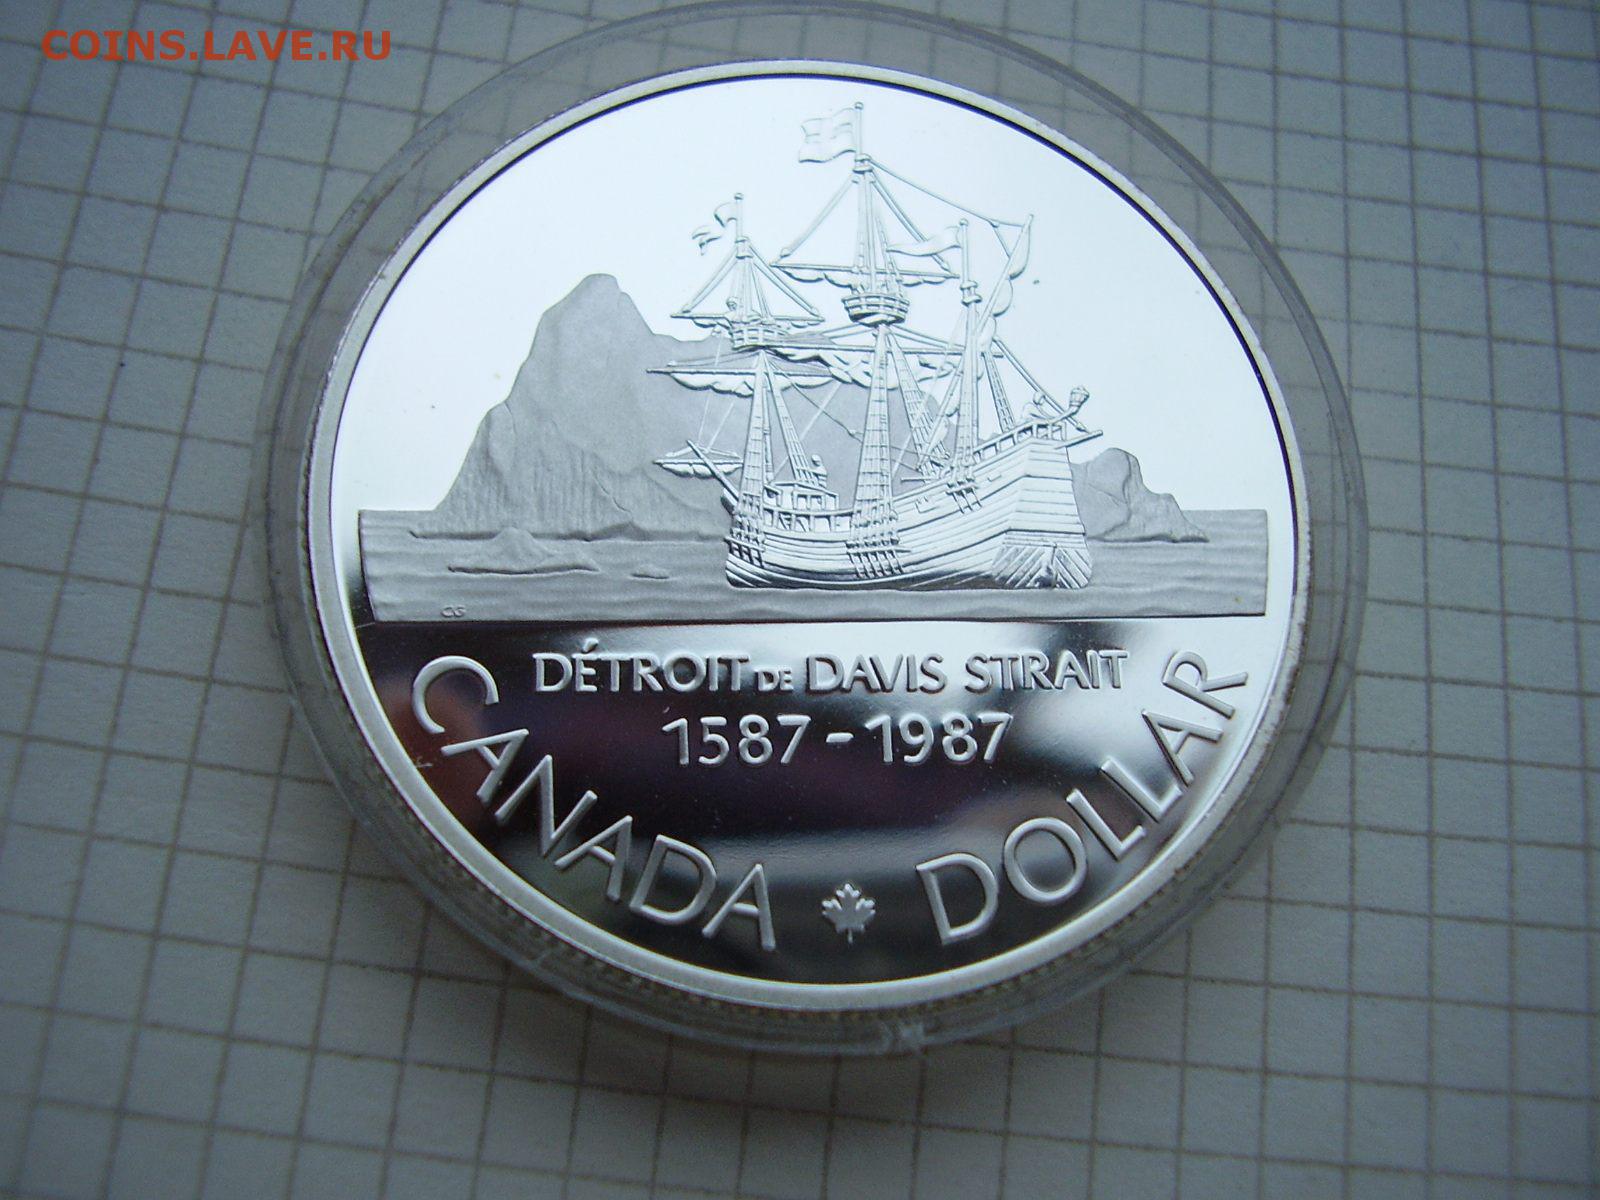 COINS.LAVE.RU
CG
DÉTROIT DE DAVIS STRAIT
1587 - 1987
CANADA DOLLAR